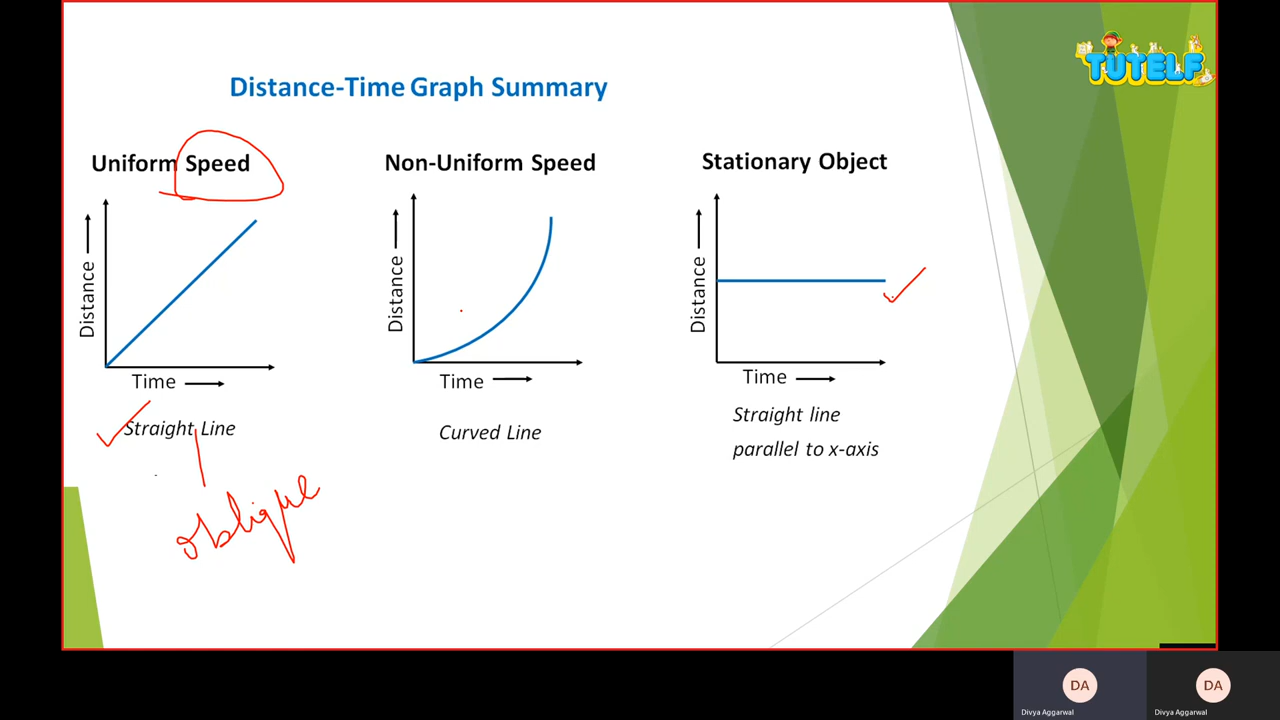 TUTELF
Distance-Time Graph Summary
Uniform Speed
Distance
Time
Straight Line
oblique
Non-Uniform Speed
Distance
Time
Curved Line
Stationary Object
Distance
Time
Straight line
parallel to x-axis
DA
Divya Aggarwal
DA
Divya Aggarwal